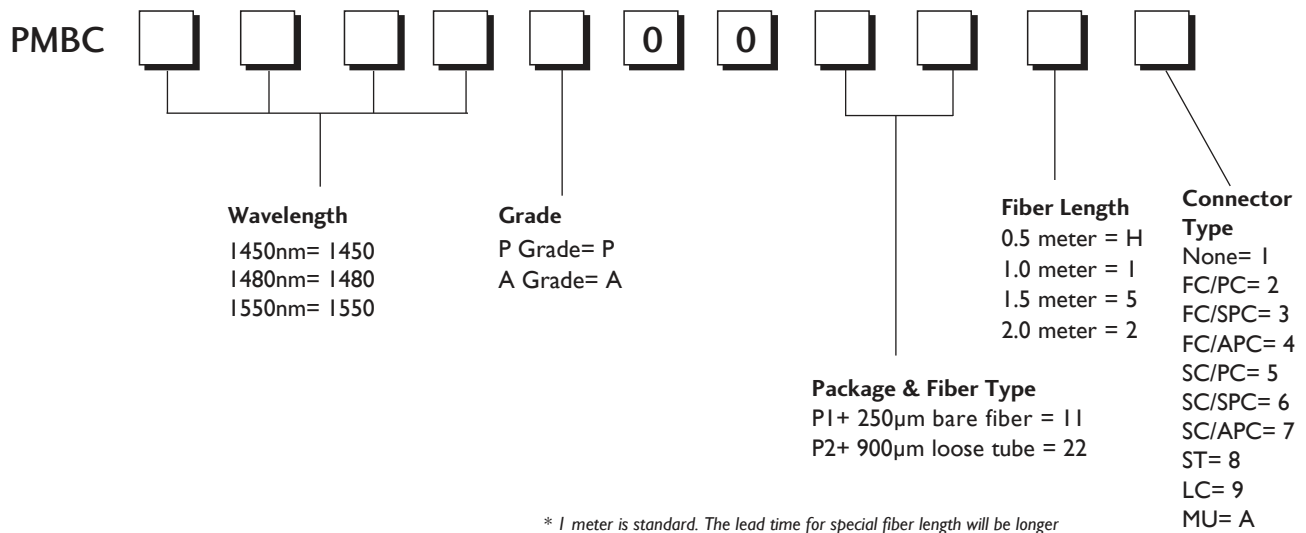 PMBC 0 0
Wavelength
1450nm= 1450
1480nm= 1480
1550nm= 1550
Grade
P Grade= P
A Grade= A
Package & Fiber Type
P1+ 250µm bare fiber = 11
P2+ 900µm loose tube = 22
Fiber Length
0.5 meter = H
1.0 meter = 1
1.5 meter = 5
2.0 meter = 2
Connector
Type
None= 1
FC/PC= 2
FC/SPC= 3
FC/APC= 4
SC/PC= 5
SC/SPC= 6
SC/APC= 7
ST= 8
LC= 9
MU= A
* 1 meter is standard. The lead time for special fiber length will be longer